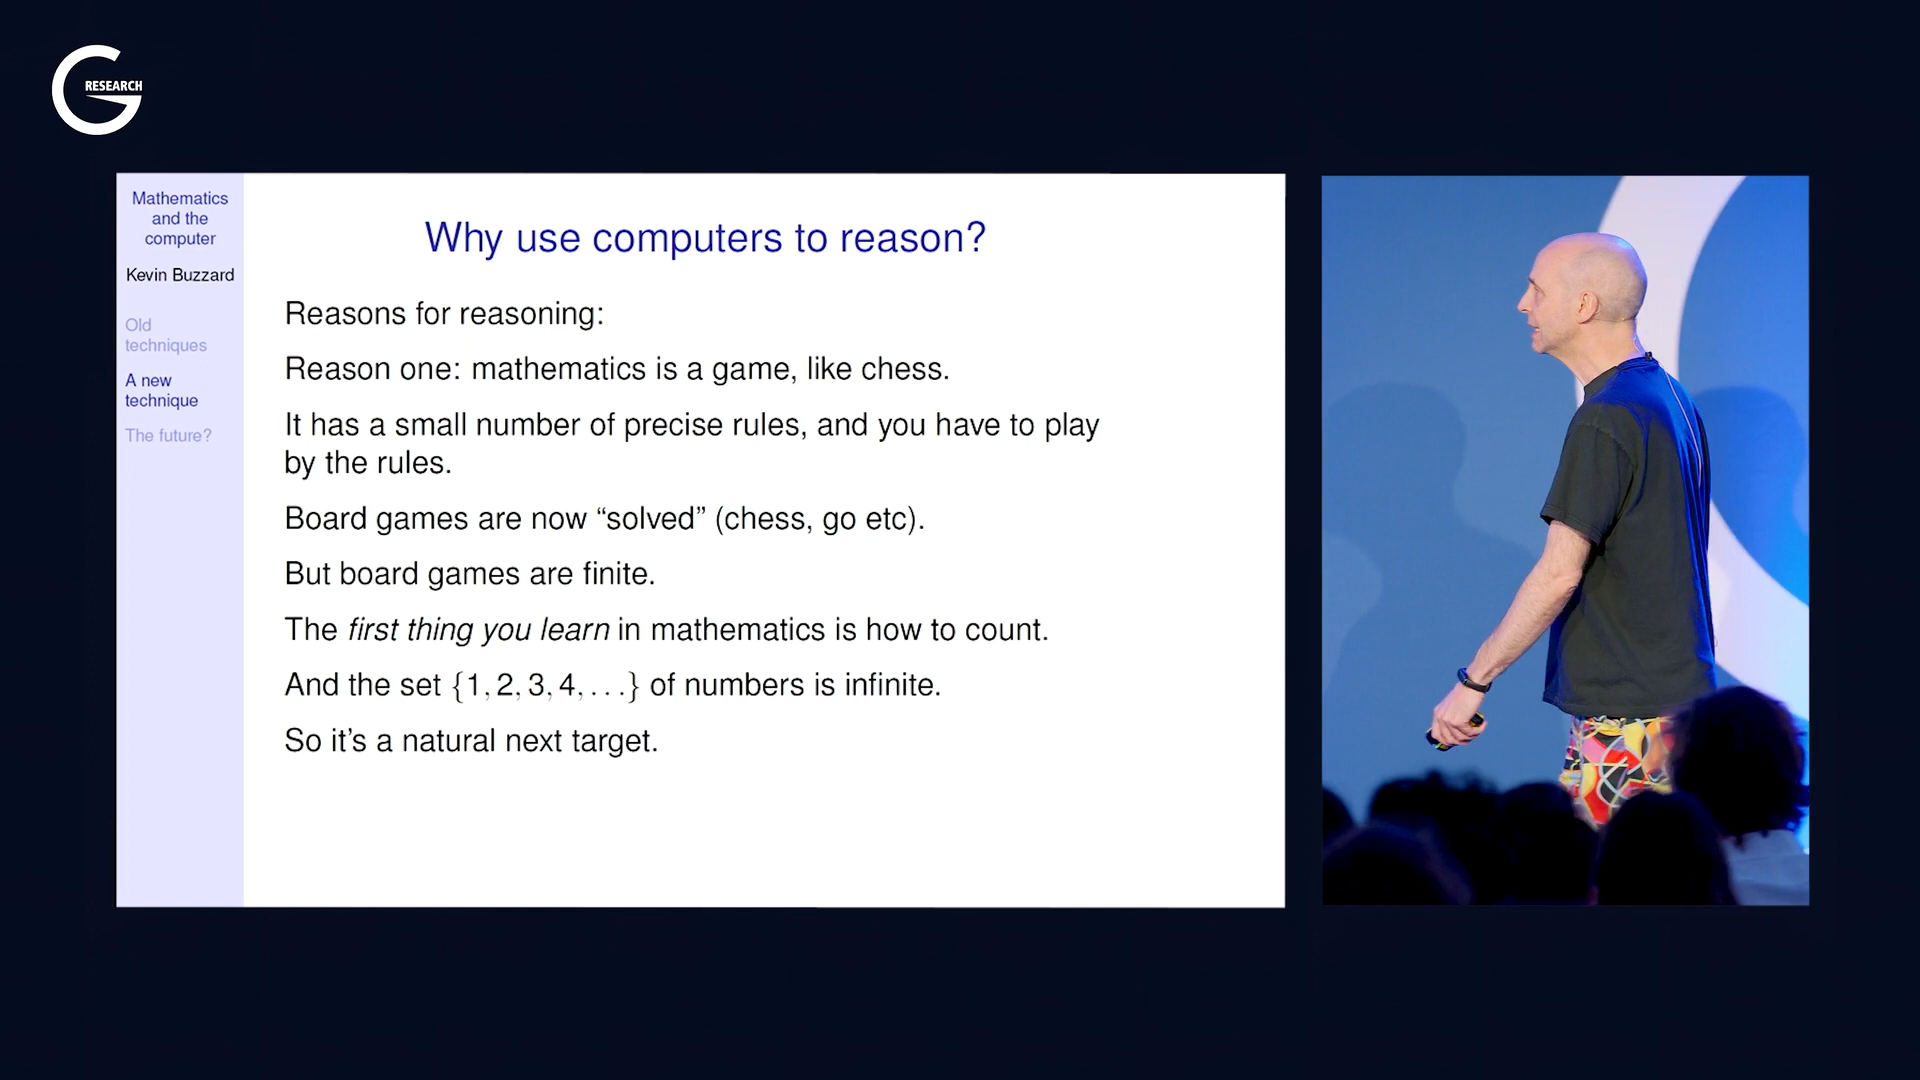 G
RESEARCH
Mathematics
and the
computer
Kevin Buzzard
Old
techniques
A new
technique
The future?
Why use computers to reason?
Reasons for reasoning:
Reason one: mathematics is a game, like chess.
It has a small number of precise rules, and you have to play
by the rules.
Board games are now “solved” (chess, go etc).
But board games are finite.
The first thing you learn in mathematics is how to count.
And the set {1, 2, 3, 4, . . .} of numbers is infinite.
So it’s a natural next target.